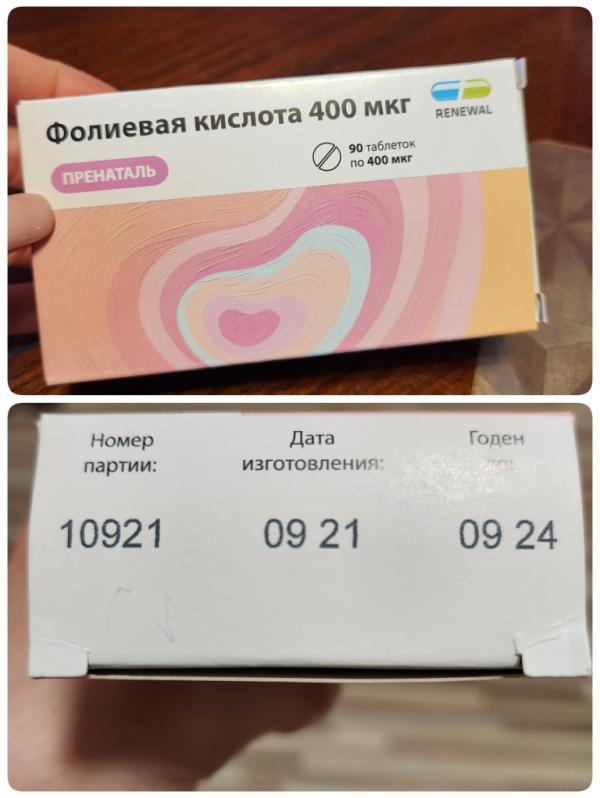 Фолиевая кислота 400 мкг
RENEWAL
ПРЕНАТАЛЬ
90 таблеток
по 400 мкг
Номер
партии:
Дата
изготовления:
Годен
до:
10921
09 21
09 24